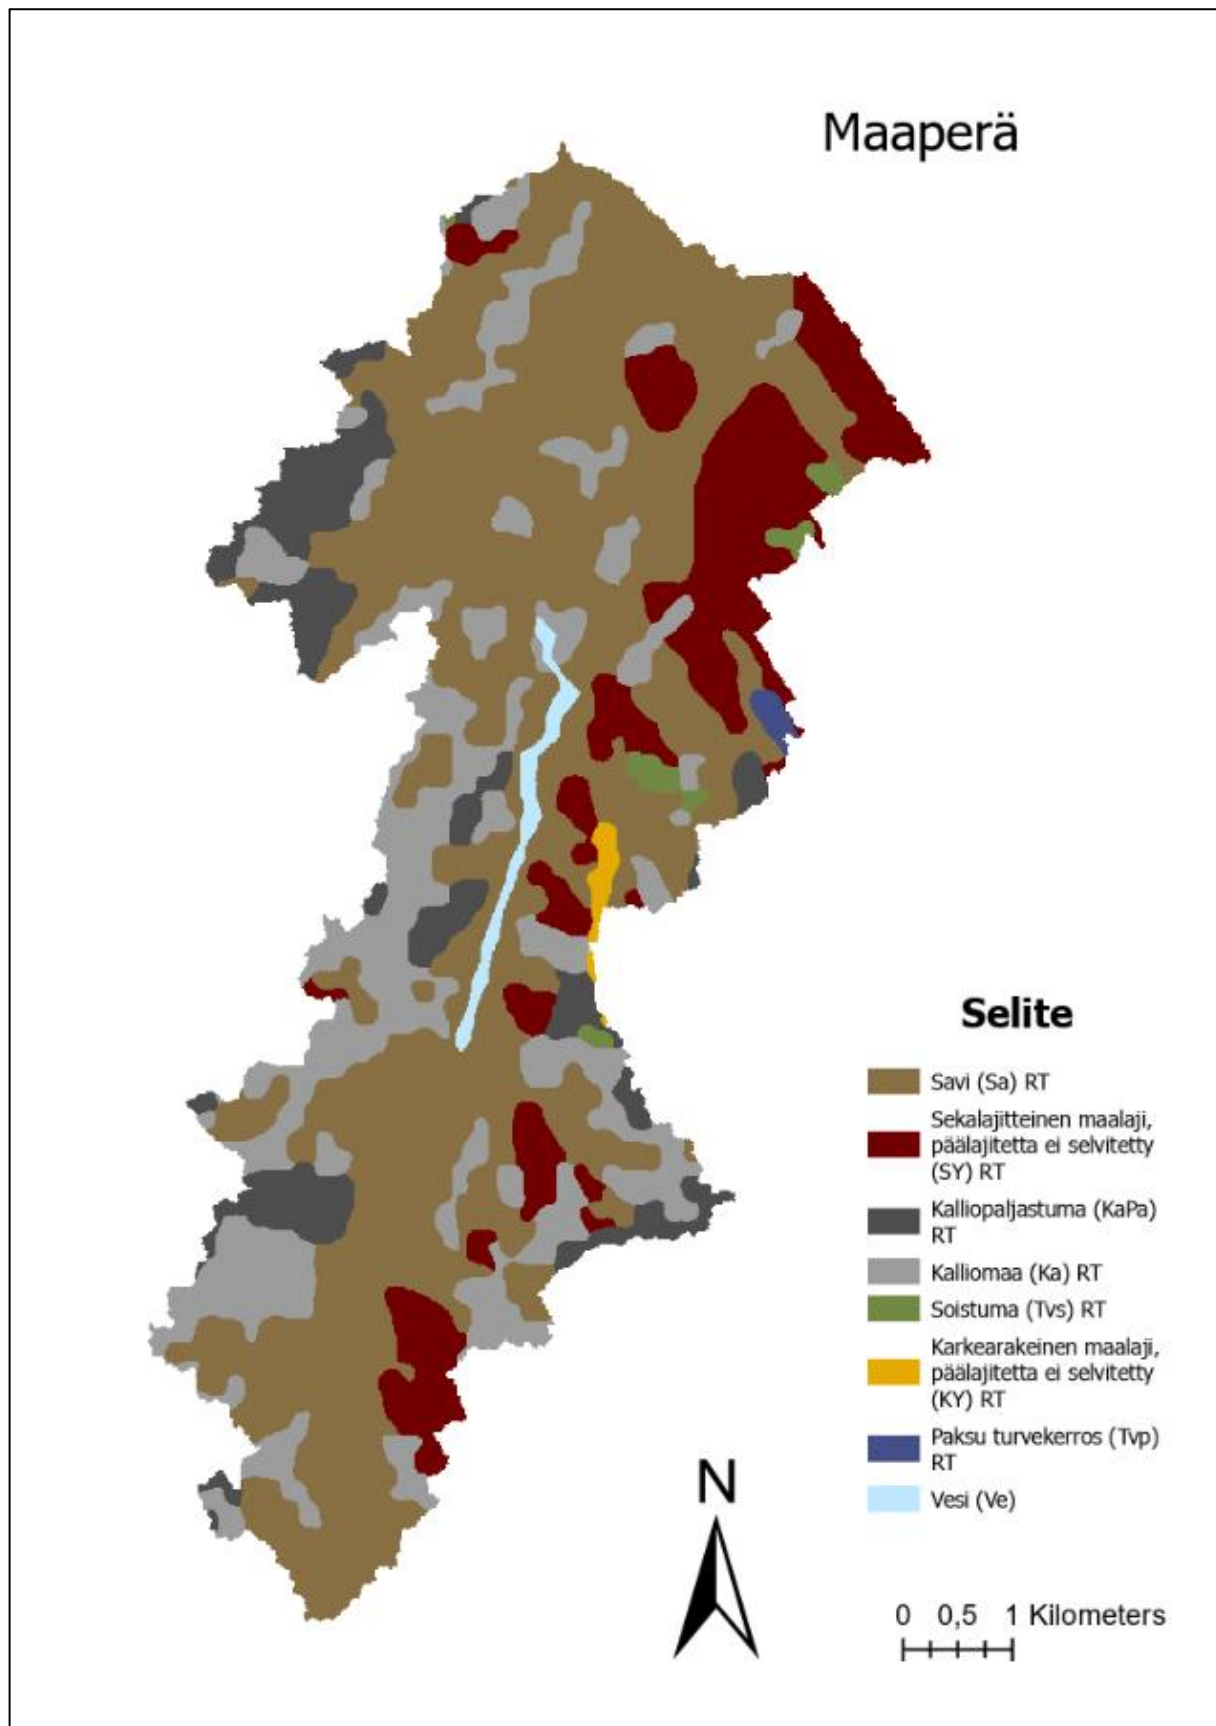 Maaperä
Selite
Savi (Sa) RT
Sekalajitteinen maalaji,
päälajitetta ei selvitetty
(SY) RT
Kalliopaljastuma (KaPa)
RT
Kalliomaa (Ka) RT
Soistuma (Tvs) RT
Karkearakeinen maalaji,
päälajitetta ei selvitetty
(KY) RT
Paksu turvekerros (Tvp)
RT
Vesi (Ve)
N
0 0,5 1 Kilometers